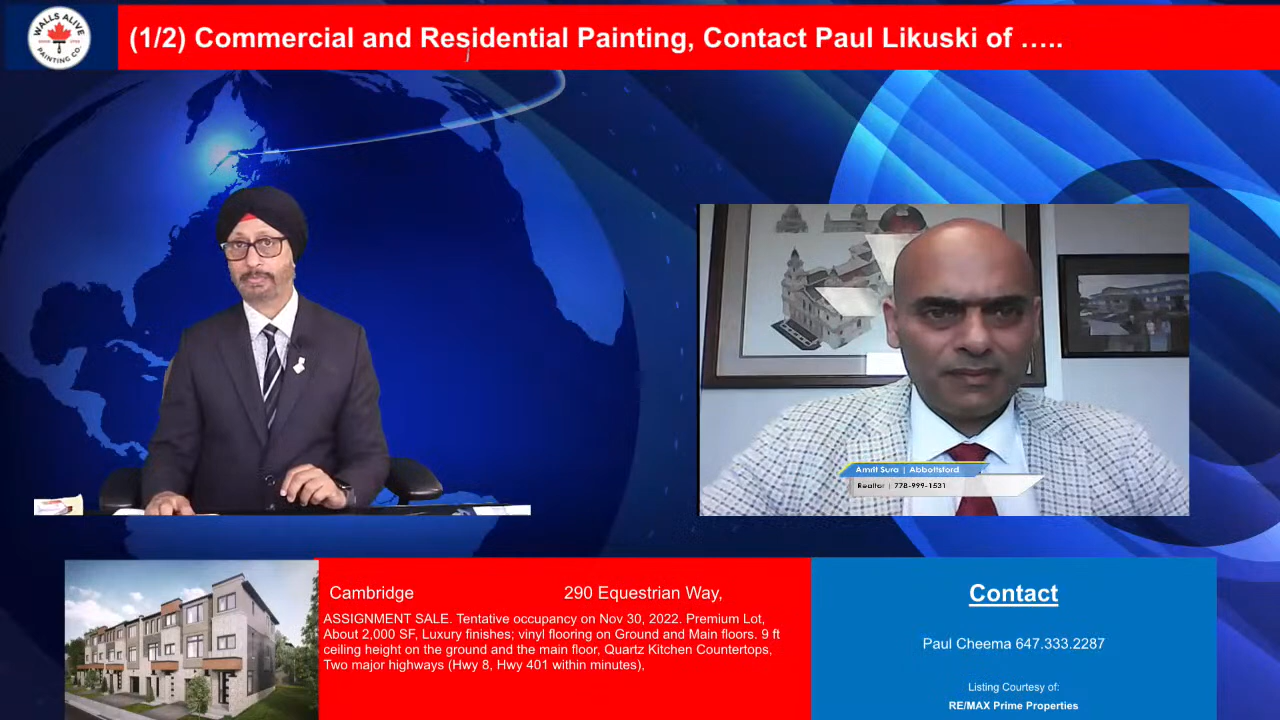 WALLS ALIVE
PAINTING CO.
(1/2) Commercial and Residential Painting, Contact Paul Likuski of …..
Amrit Sura | Abbottsford
Realtor | 778-999-1531
Cambridge 290 Equestrian Way,
ASSIGNMENT SALE. Tentative occupancy on Nov 30, 2022. Premium Lot,
About 2,000 SF, Luxury finishes; vinyl flooring on Ground and Main floors. 9 ft
ceiling height on the ground and the main floor, Quartz Kitchen Countertops,
Two major highways (Hwy 8, Hwy 401 within minutes),
Contact
Paul Cheema 647.333.2287
Listing Courtesy of:
RE/MAX Prime Properties